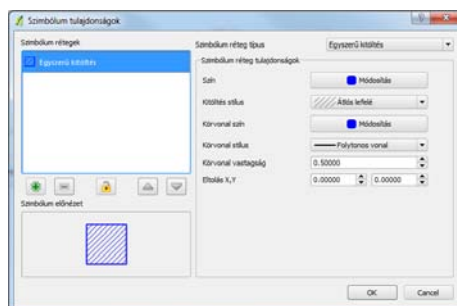 Szimbólum tulajdonságok
Szimbólum rétegek
Egyszerű kitöltés
Szimbólum előnézet
Szimbólum réteg típus
Egyszerű kitöltés
Szimbólum réteg tulajdonságok
Szín
Módosítás
Kitöltés stílus
Átlós lefelé
Körvonal szín
Módosítás
Körvonal stílus
Folytonos vonal
Körvonal vastagság
0.50000
Eltolás X,Y
0.00000
0.00000
OK
Cancel